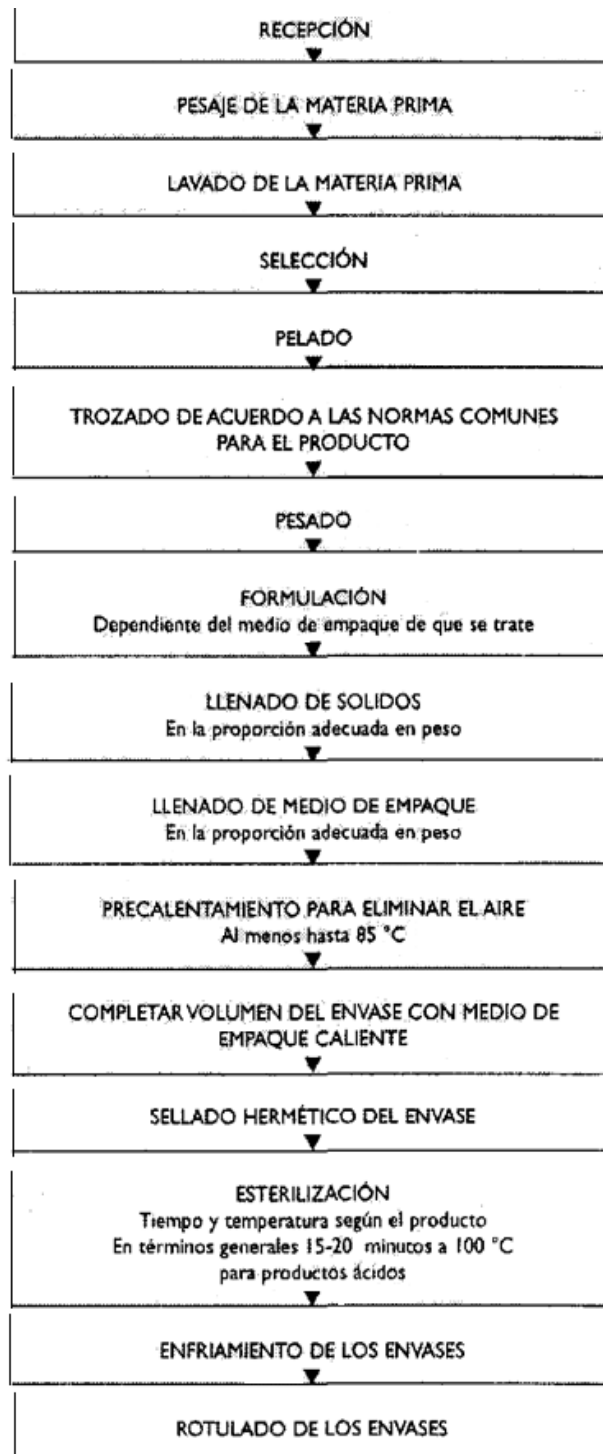 RECEPCIÓN
PESAJE DE LA MATERIA PRIMA
LAVADO DE LA MATERIA PRIMA
SELECCIÓN
PELADO
TROZADO DE ACUERDO A LAS NORMAS COMUNES
PARA EL PRODUCTO
PESADO
FORMULACIÓN
Dependiente del medio de empaque de que se trate
LLENADO DE SOLIDOS
En la proporción adecuada en peso
LLENADO DE MEDIO DE EMPAQUE
En la proporción adecuada en peso
PRECALENTAMIENTO PARA ELIMINAR EL AIRE
Al menos hasta 85 °C
COMPLETAR VOLUMEN DEL ENVASE CON MEDIO DE
EMPAQUE CALIENTE
SELLADO HERMÉTICO DEL ENVASE
ESTERILIZACIÓN
Tiempo y temperatura según el producto
En términos generales 15-20 minutos a 100 °C
para productos ácidos
ENFRIAMIENTO DE LOS ENVASES
ROTULADO DE LOS ENVASES